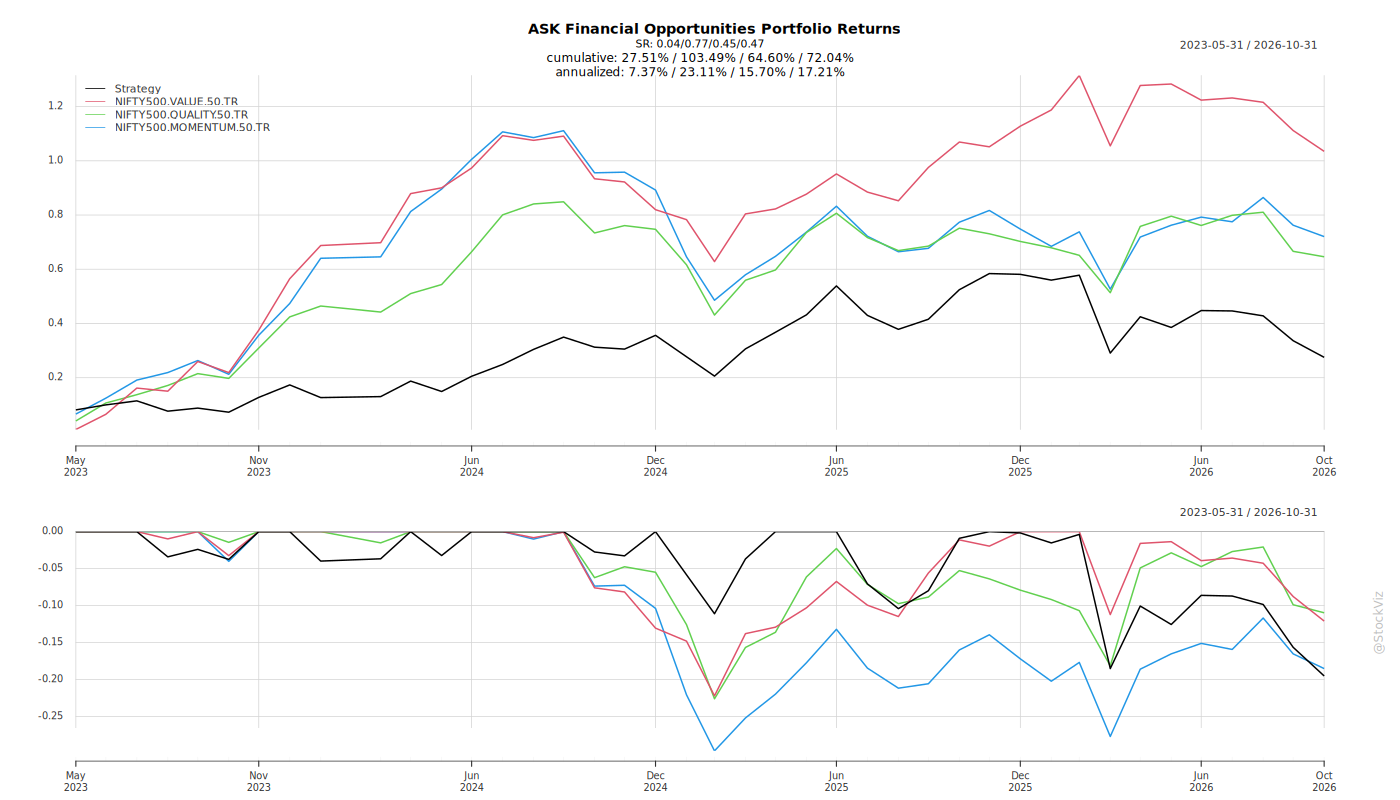 ASK Financial Opportunities Portfolio Returns
SR: 0.04/0.77/0.45/0.47
cumulative: 27.51% / 103.49% / 64.60% / 72.04%
annualized: 7.37% / 23.11% / 15.70% / 17.21%
2023-05-31 / 2026-10-31
Strategy
NIFTY500.VALUE.50.TR
NIFTY500.QUALITY50.TR
NIFTY500.MOMENTUM.50.TR
1.2
1.0
0.8
0.6
0.4
0.2
May Nov Jun Dec Jun Dec Jun Oct
2023 2023 2024 2024 2025 2025 2026 2026
2023-05-31 / 2026-10-31
0.00
-0.05
-0.10
-0.15
-0.20
-0.25
May Nov Jun Dec Jun Dec Jun Oct
2023 2023 2024 2024 2025 2025 2026 2026
@StockViz